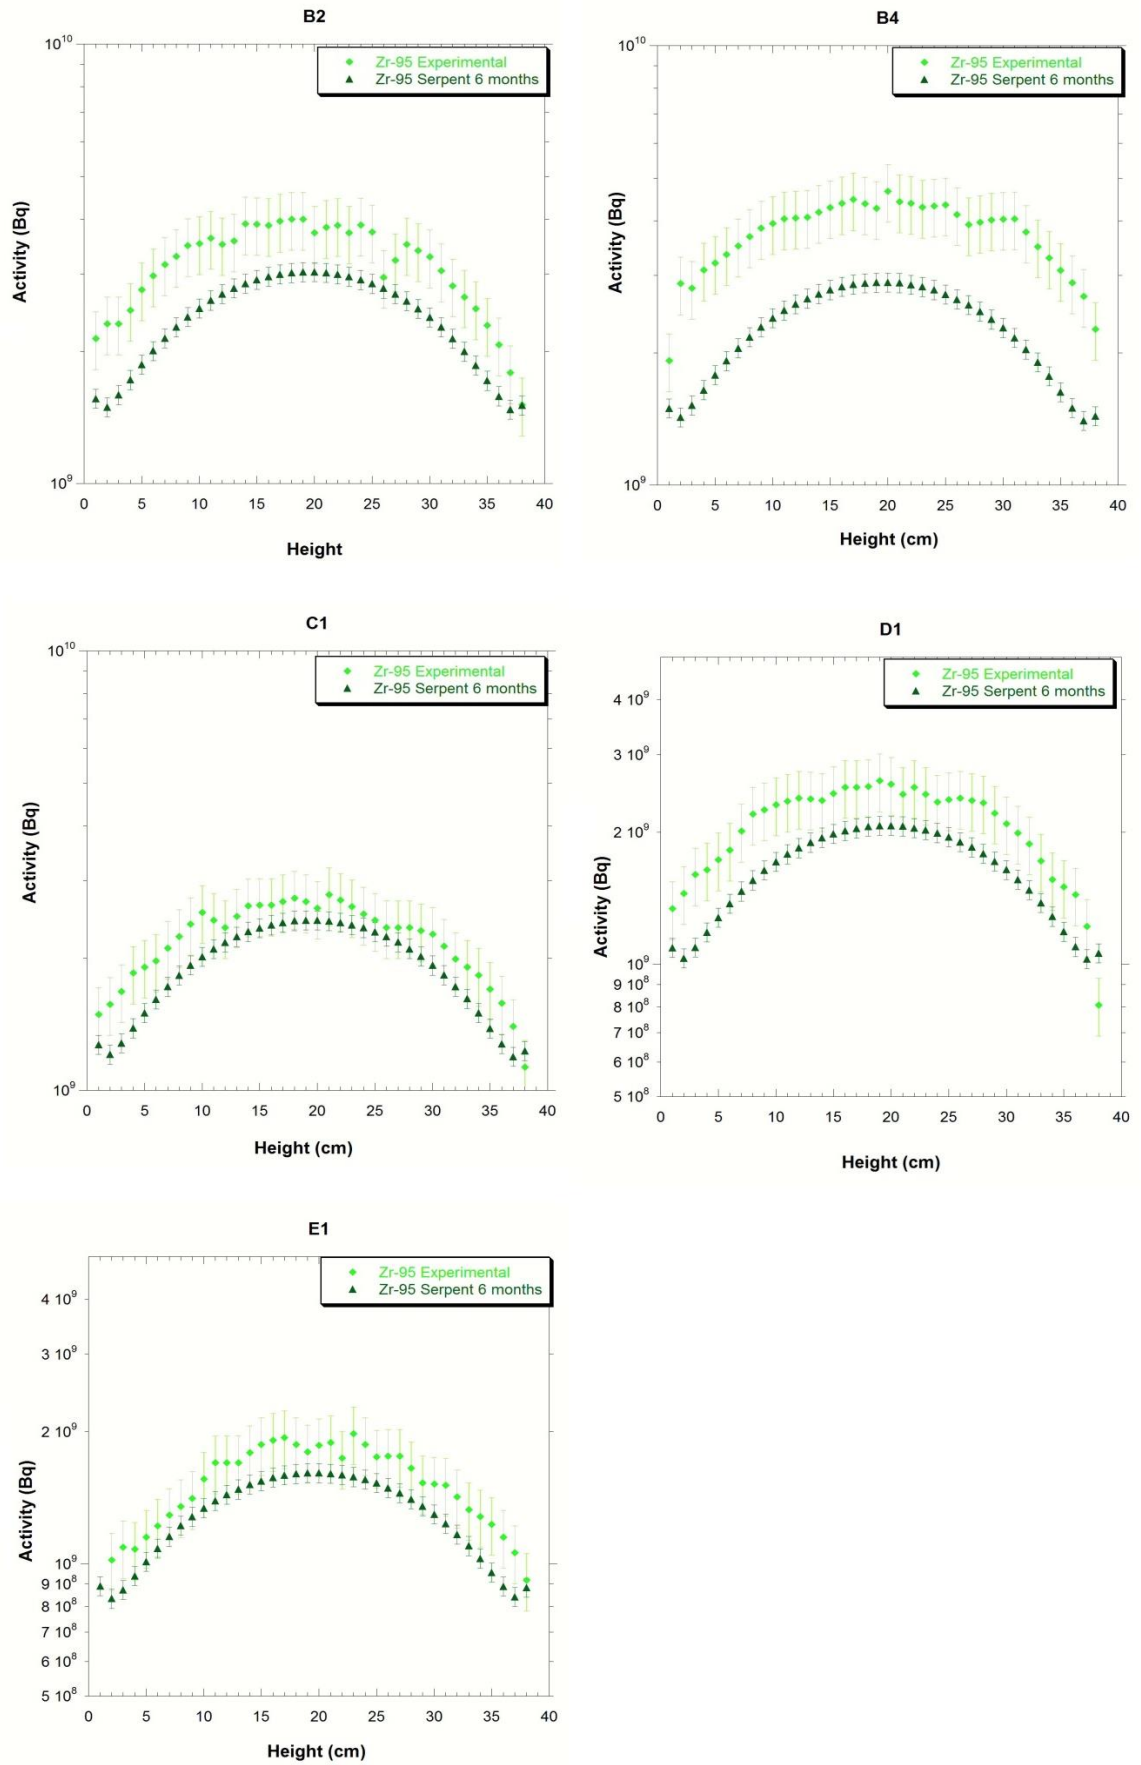 B2
10^10
Zr-95 Experimental
Zr-95 Serpent 6 months
Activity (Bq)
10^9
0 5 10 15 20 25 30 35 40
Height
B4
10^10
Zr-95 Experimental
Zr-95 Serpent 6 months
Activity (Bq)
10^9
0 5 10 15 20 25 30 35 40
Height (cm)
C1
10^10
Zr-95 Experimental
Zr-95 Serpent 6 months
Activity (Bq)
10^9
0 5 10 15 20 25 30 35 40
Height (cm)
D1
Zr-95 Experimental
Zr-95 Serpent 6 months
4 10^9
3 10^9
2 10^9
Activity (Bq)
10^9
9 10^8
8 10^8
7 10^8
6 10^8
5 10^8
0 5 10 15 20 25 30 35 40
Height (cm)
E1
Zr-95 Experimental
Zr-95 Serpent 6 months
4 10^9
3 10^9
2 10^9
Activity (Bq)
10^9
9 10^8
8 10^8
7 10^8
6 10^8
5 10^8
0 5 10 15 20 25 30 35 40
Height (cm)